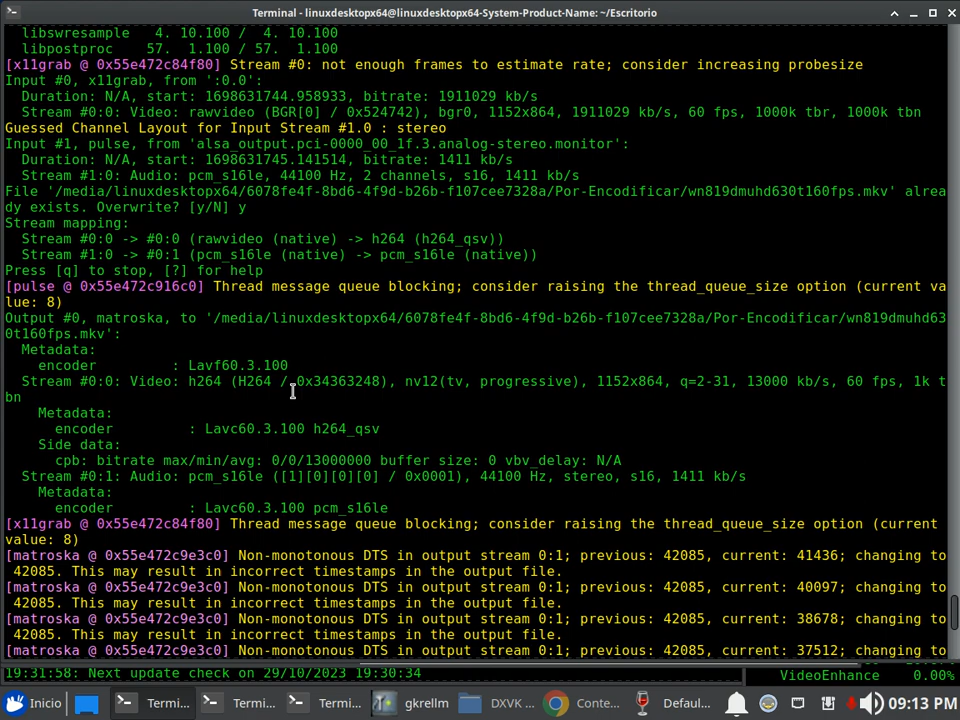 Terminal - linuxdesktopx64@linuxdesktopx64-System-Product-Name: ~/Escritorio
libswresample   4. 10.100 /  4. 10.100
libpostproc    57.  1.100 / 57.  1.100
[x11grab @ 0x55e472c84f80] Stream #0: not enough frames to estimate rate; consider increasing probesize
Input #0, x11grab, from ':0.0':
Duration: N/A, start: 1698631744.958933, bitrate: 1911029 kb/s
Stream #0:0: Video: rawvideo (BGR[0] / 0x524742), bgr0, 1152x864, 1911029 kb/s, 60 fps, 1000k tbr, 1000k tbn
Guessed Channel Layout for Input Stream #1.0 : stereo
Input #1, pulse, from 'alsa_output.pci-0000_00_1f.3.analog-stereo.monitor':
Duration: N/A, start: 1698631745.141514, bitrate: 1411 kb/s
Stream #1:0: Audio: pcm_s16le, 44100 Hz, 2 channels, s16, 1411 kb/s
File '/media/linuxdesktopx64/6078fe4f-8bd6-4f9d-b26b-f107cee7328a/Por-Encodificar/wn819dmuhd630t160fps.mkv' alrea
dy exists. Overwrite? [y/N] y
Stream mapping:
Stream #0:0 -> #0:0 (rawvideo (native) -> h264 (h264_qsv))
Stream #1:0 -> #0:1 (pcm_s16le (native) -> pcm_s16le (native))
Press [q] to stop, [?] for help
[pulse @ 0x55e472c916c0] Thread message queue blocking; consider raising the thread_queue_size option (current va
lue: 8)
Output #0, matroska, to '/media/linuxdesktopx64/6078fe4f-8bd6-4f9d-b26b-f107cee7328a/Por-Encodificar/wn819dmuhd63
0t160fps.mkv':
Metadata:
encoder         : Lavf60.3.100
Stream #0:0: Video: h264 (H264 / 0x34363248), nv12(tv, progressive), 1152x864, q=2-31, 13000 kb/s, 60 fps, 1k t
bn
Metadata:
encoder         : Lavc60.3.100 h264_qsv
Side data:
cpb: bitrate max/min/avg: 0/0/13000000 buffer size: 0 vbv_delay: N/A
Stream #0:1: Audio: pcm_s16le ([1][0][0][0] / 0x0001), 44100 Hz, stereo, s16, 1411 kb/s
Metadata:
encoder         : Lavc60.3.100 pcm_s16le
[x11grab @ 0x55e472c84f80] Thread message queue blocking; consider raising the thread_queue_size option (current
value: 8)
[matroska @ 0x55e472c9e3c0] Non-monotonous DTS in output stream 0:1; previous: 42085, current: 41436; changing to
42085. This may result in incorrect timestamps in the output file.
[matroska @ 0x55e472c9e3c0] Non-monotonous DTS in output stream 0:1; previous: 42085, current: 40097; changing to
42085. This may result in incorrect timestamps in the output file.
[matroska @ 0x55e472c9e3c0] Non-monotonous DTS in output stream 0:1; previous: 42085, current: 38678; changing to
42085. This may result in incorrect timestamps in the output file.
[matroska @ 0x55e472c9e3c0] Non-monotonous DTS in output stream 0:1; previous: 42085, current: 37512; changing to
19:31:58: Next update check on 29/10/2023 19:30:34
VideoEnhance     0.00%
Inicio Termi... Termi... Termi... gkrellm DXVK ... Conte... Defaul... 09:13 PM